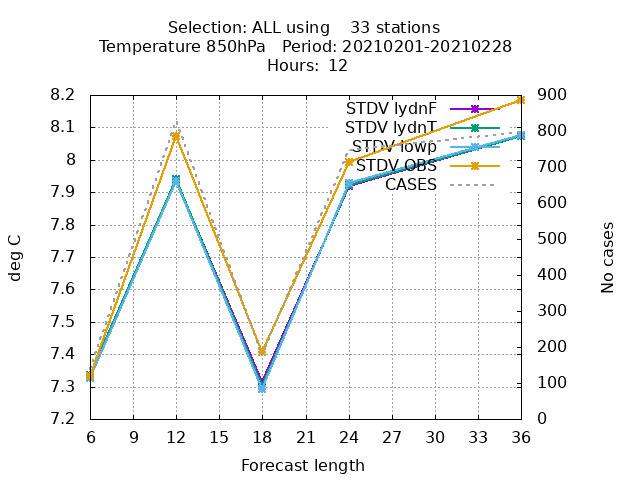 Selection: ALL using    33 stations
Temperature 850hPa   Period: 20210201-20210228
Hours: 12
STDV lydnF
STDV lydnT
STDV lowp
STDV OBS
CASES
8.2
8.1
8
7.9
7.8
7.7
7.6
7.5
7.4
7.3
7.2
deg C
900
800
700
600
500
400
300
200
100
0
No cases
6 9 12 15 18 21 24 27 30 33 36
Forecast length